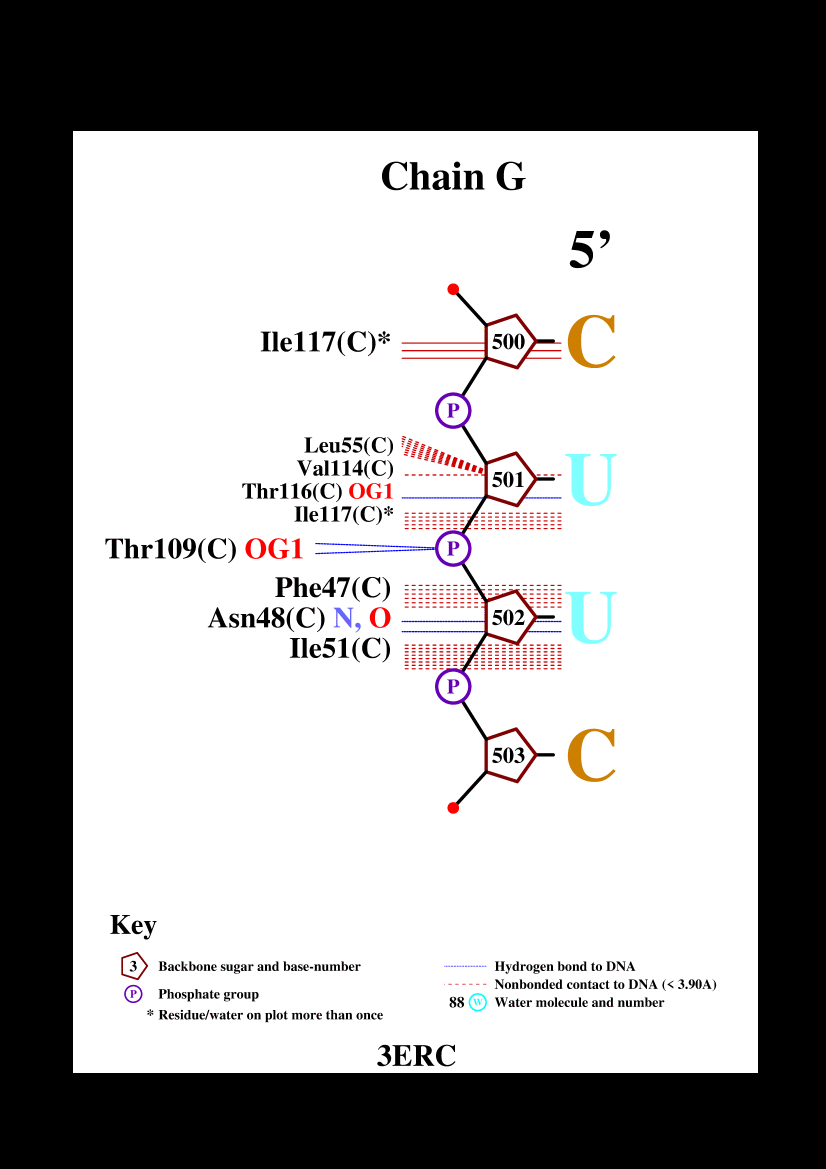 Chain G
5’
Ile117(C)* 500 C
P
Leu55(C)
Val114(C)
501 U
Thr116(C) OG1
Ile117(C)*
Thr109(C) OG1 P
Phe47(C)
Asn48(C) N, O 502 U
Ile51(C)
P
503 C
Key
3 Backbone sugar and base-number
P Phosphate group
* Residue/water on plot more than once
Hydrogen bond to DNA
Nonbonded contact to DNA (< 3.90A)
88 W Water molecule and number
3ERC